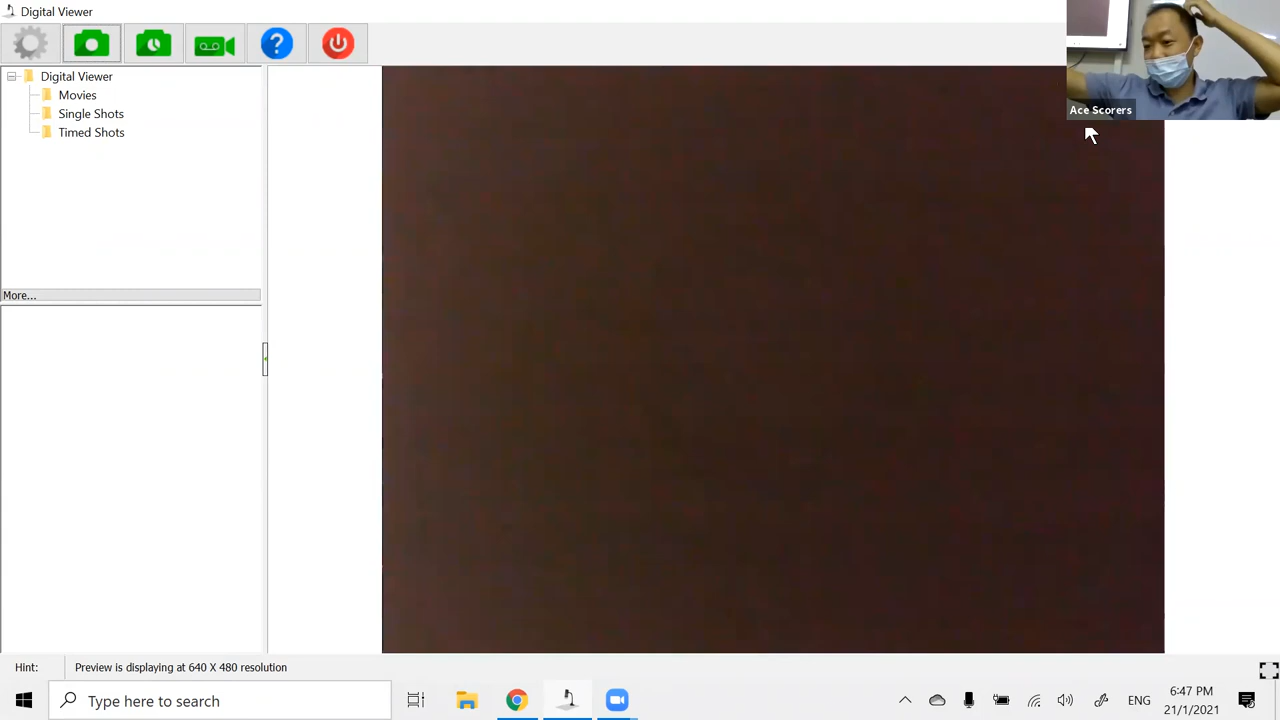 Digital Viewer
Ace Scorers
Digital Viewer
Movies
Single Shots
Timed Shots
More...
Hint:
Preview is displaying at 640 X 480 resolution
Type here to search
ENG
6:47 PM
21/1/2021